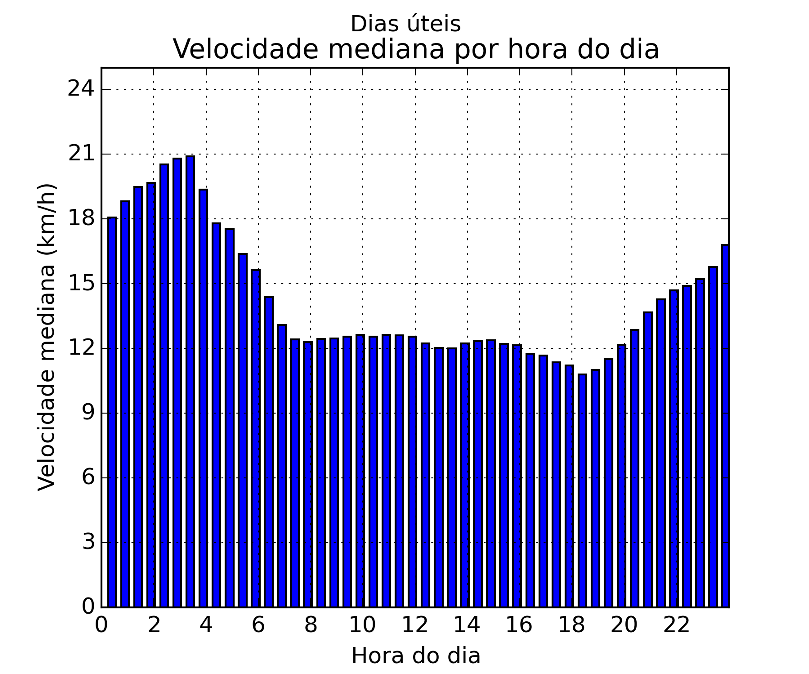 Dias úteis
Velocidade mediana por hora do dia
Velocidade mediana (km/h)
24
21
18
15
12
9
6
3
0
0 2 4 6 8 10 12 14 16 18 20 22
Hora do dia